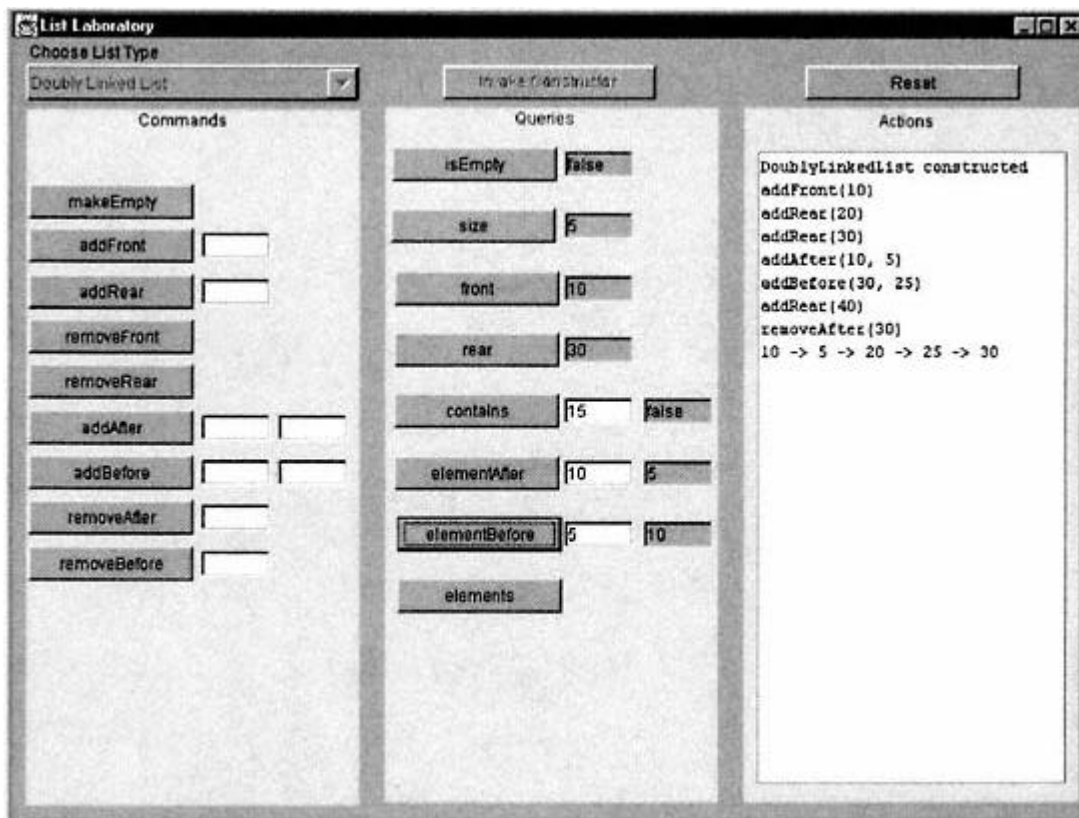 List Laboratory
Choose List Type
Doubly Linked List
Invoke Constructor
Reset
Commands
makeEmpty
addFront
addRear
removeFront
removeRear
addAfter
addBefore
removeAfter
removeBefore
Queries
isEmpty false
size 5
front 10
rear 30
contains 15 false
elementAfter 10 5
elementBefore 5 10
elements
Actions
DoublyLinkedList constructed
addFront(10)
addRear(20)
addRear(30)
addAfter(10, 5)
addBefore(30, 25)
addRear(40)
removeAfter(30)
10 -> 5 -> 20 -> 25 -> 30